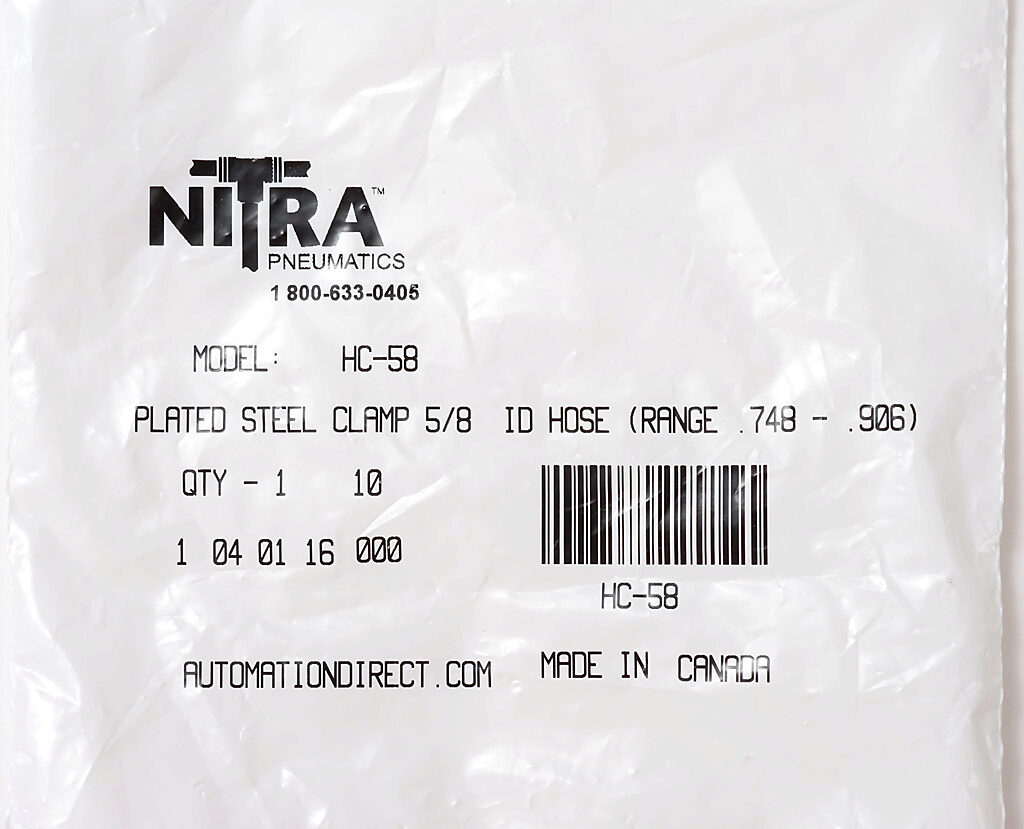 NITRA™
PNEUMATICS
1 800-633-0405
MODEL: HC-58
PLATED STEEL CLAMP 5/8 ID HOSE (RANGE .748 - .906)
QTY - 1 10
1 04 01 16 000
HC-58
AUTOMATIONDIRECT.COM MADE IN CANADA